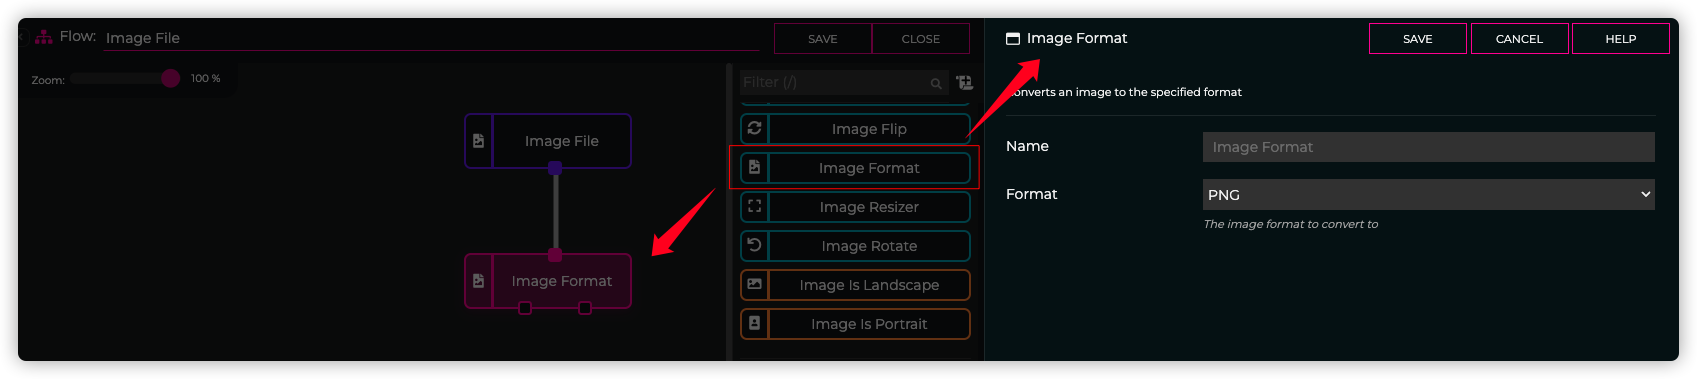 Flow: Image File
SAVE
CLOSE
Zoom: 100 %
Image File
Image Format
Filter (/)
Image Flip
Image Format
Image Resizer
Image Rotate
Image Is Landscape
Image Is Portrait
Image Format
SAVE
CANCEL
HELP
onverts an image to the specified format
Name
Image Format
Format
PNG
The image format to convert to